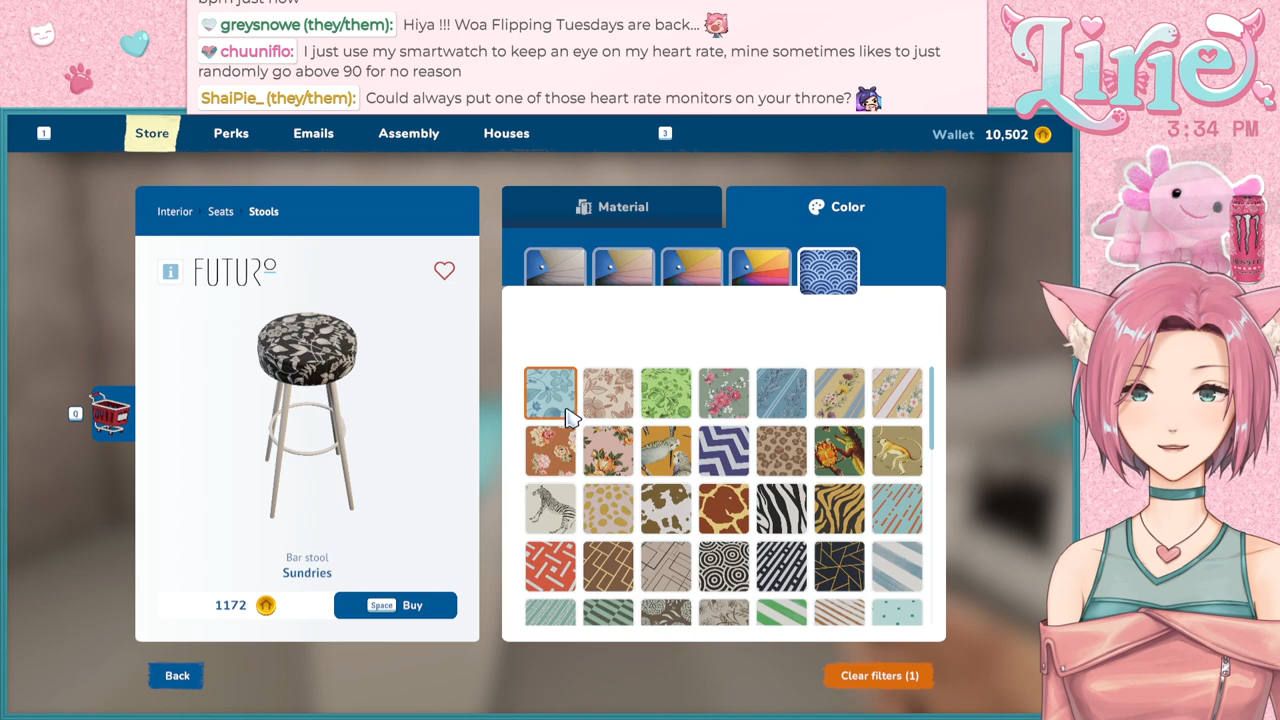 bpm just now
greysnowe (they/them): Hiya !!! Woa Flipping Tuesdays are back...
chuuniflo: I just use my smartwatch to keep an eye on my heart rate, mine sometimes likes to just
randomly go above 90 for no reason
ShaiPie_ (they/them): Could always put one of those heart rate monitors on your throne?
Lirie
3:34 PM
1 Store Perks Emails Assembly Houses 3 Wallet 10,502
Interior Seats Stools
Material Color
i FUTURO
Q
Bar stool
Sundries
1172 Space Buy
Back
Clear filters (1)